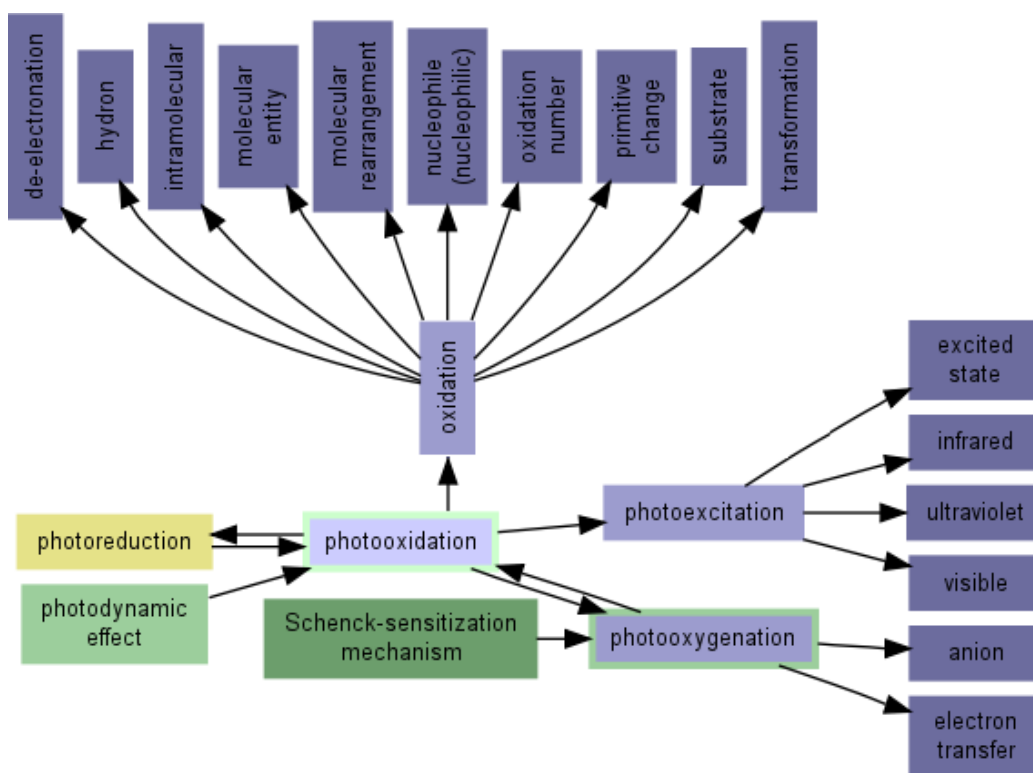 de-electronation
hydron
intramolecular
molecular
entity
molecular
rearrangement
nucleophile
(nucleophilic)
oxidation
number
primitive
change
substrate
transformation
oxidation
excited
state
infrared
photoexcitation
ultraviolet
photoreduction
photooxidation
visible
photodynamic
effect
Schenck-sensitization
mechanism
photooxygenation
anion
electron
transfer